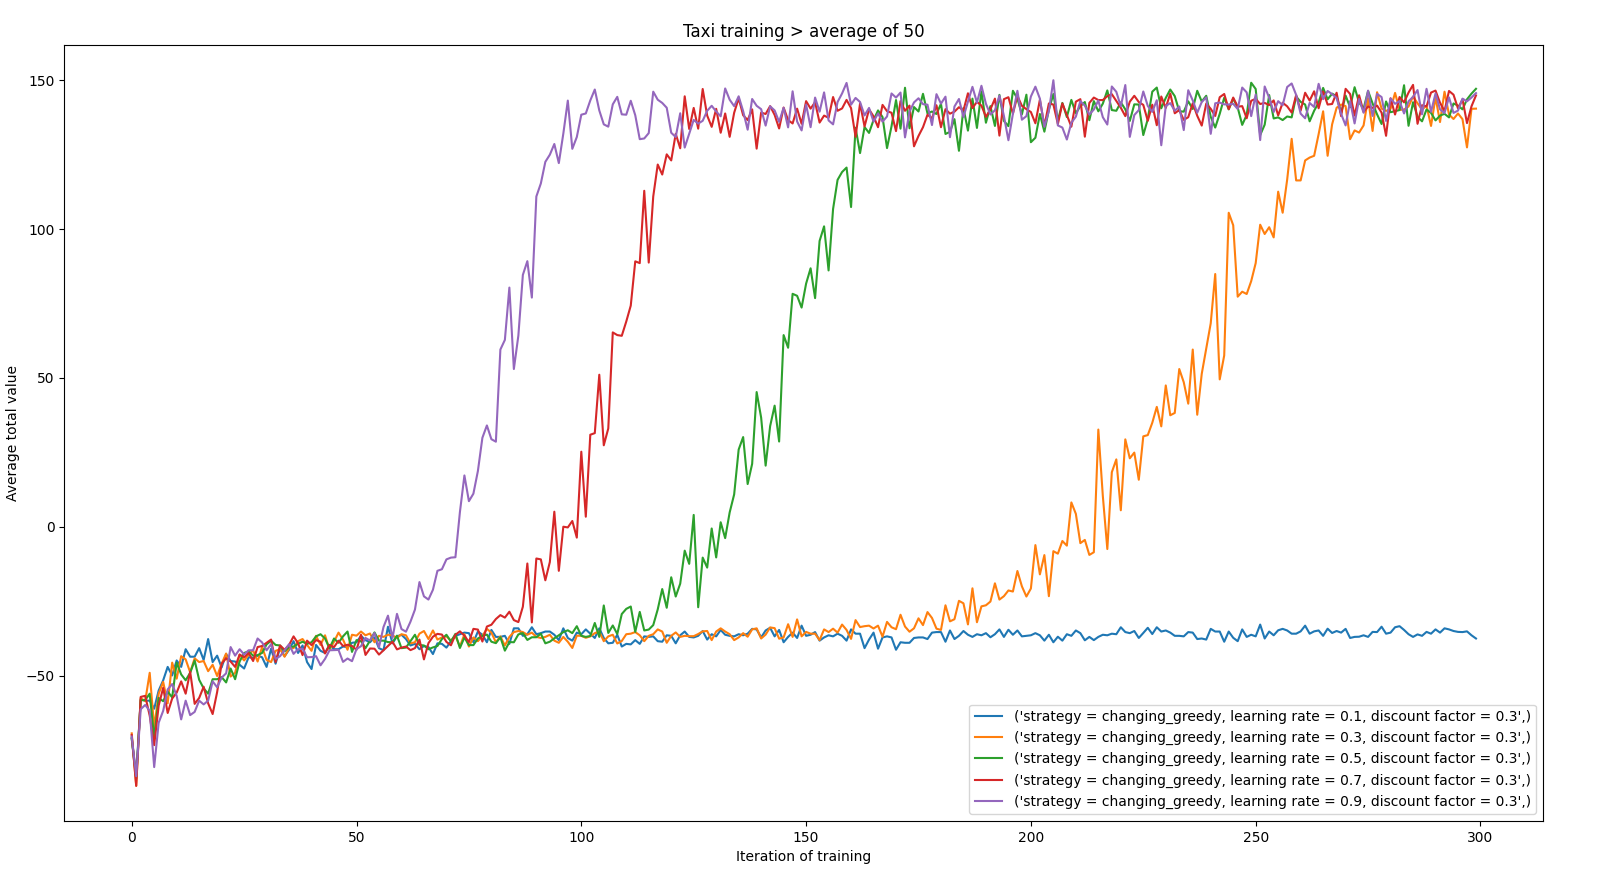 Taxi training > average of 50
Average total value
150
100
50
0
−50
0 50 100 150 200 250 300
Iteration of training
('strategy = changing_greedy, learning rate = 0.1, discount factor = 0.3',)
('strategy = changing_greedy, learning rate = 0.3, discount factor = 0.3',)
('strategy = changing_greedy, learning rate = 0.5, discount factor = 0.3',)
('strategy = changing_greedy, learning rate = 0.7, discount factor = 0.3',)
('strategy = changing_greedy, learning rate = 0.9, discount factor = 0.3',)